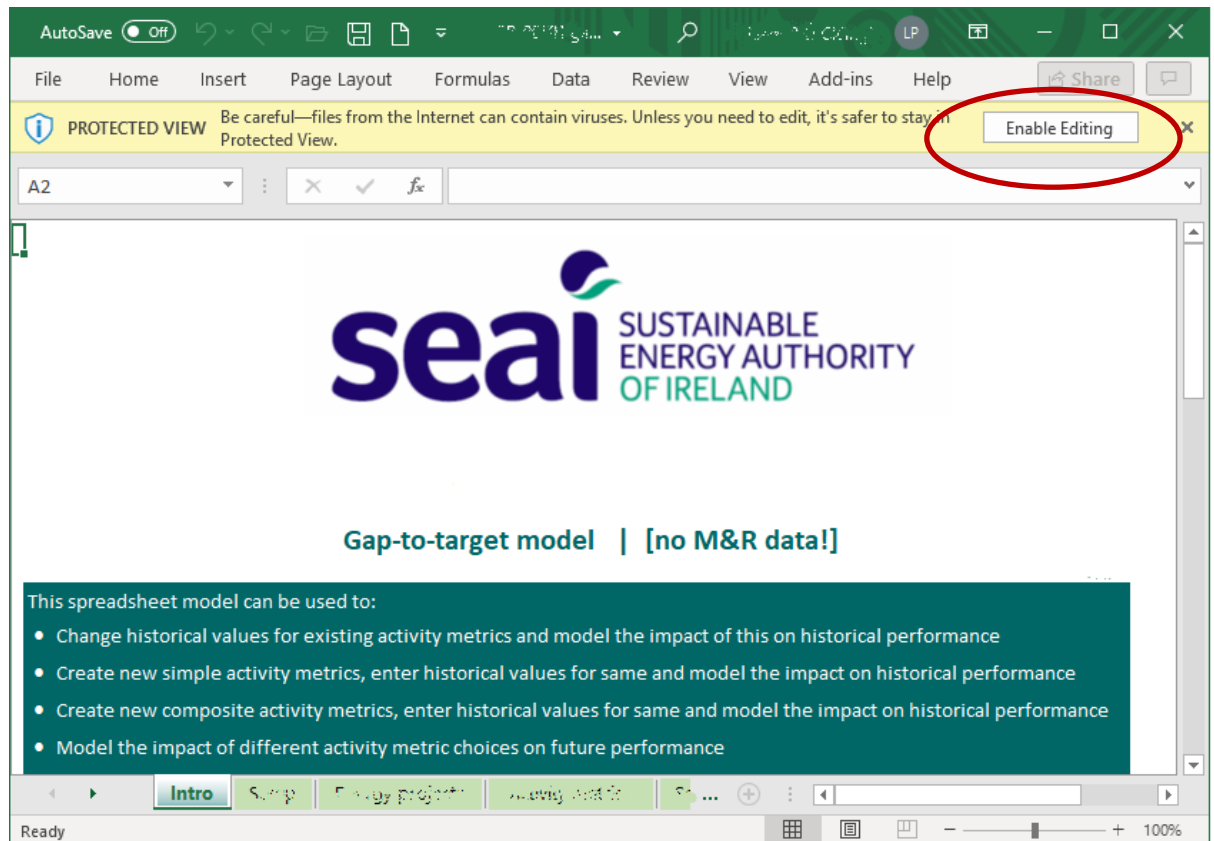 AutoSave Off LP
File Home Insert Page Layout Formulas Data Review View Add-ins Help Share
PROTECTED VIEW Be careful—files from the Internet can contain viruses. Unless you need to edit, it's safer to stay in
Protected View. Enable Editing
A2 fx
seai SUSTAINABLE
ENERGY AUTHORITY
OF IRELAND
Gap-to-target model | [no M&R data!]
This spreadsheet model can be used to:
• Change historical values for existing activity metrics and model the impact of this on historical performance
• Create new simple activity metrics, enter historical values for same and model the impact on historical performance
• Create new composite activity metrics, enter historical values for same and model the impact on historical performance
• Model the impact of different activity metric choices on future performance
Intro ...
Ready 100%